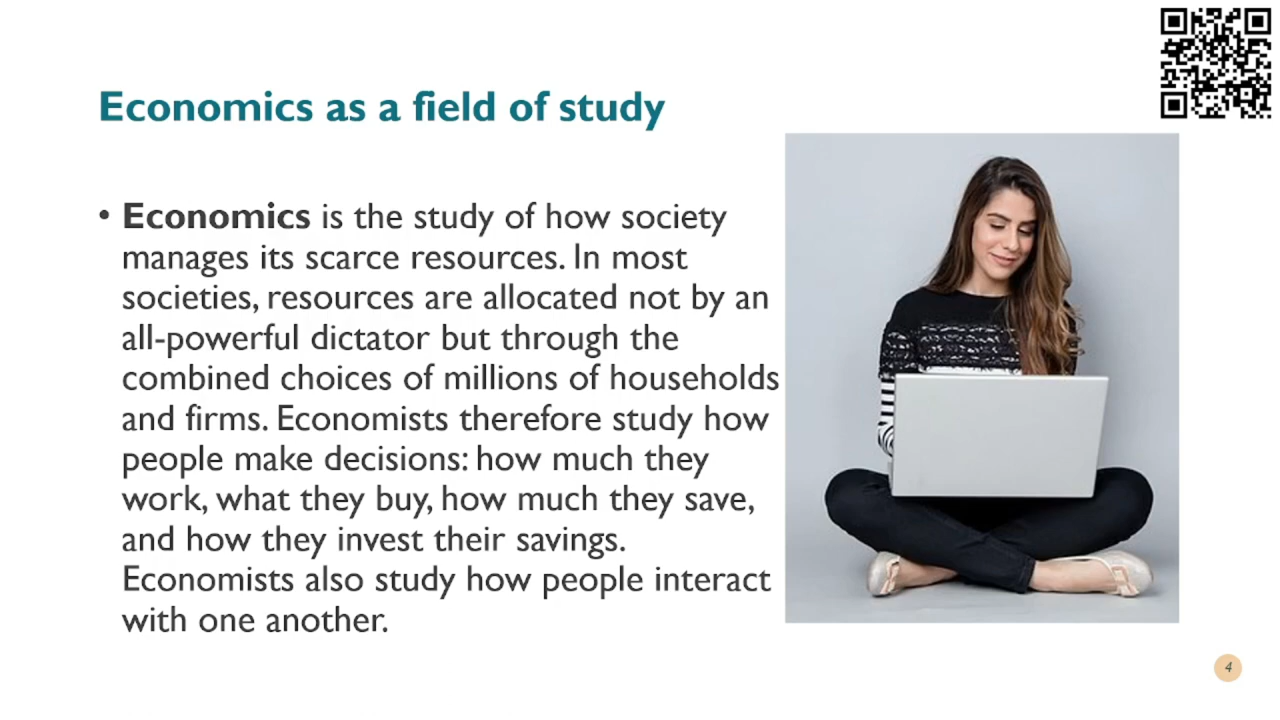 Economics as a field of study
• Economics is the study of how society
manages its scarce resources. In most
societies, resources are allocated not by an
all-powerful dictator but through the
combined choices of millions of households
and firms. Economists therefore study how
people make decisions: how much they
work, what they buy, how much they save,
and how they invest their savings.
Economists also study how people interact
with one another.
4